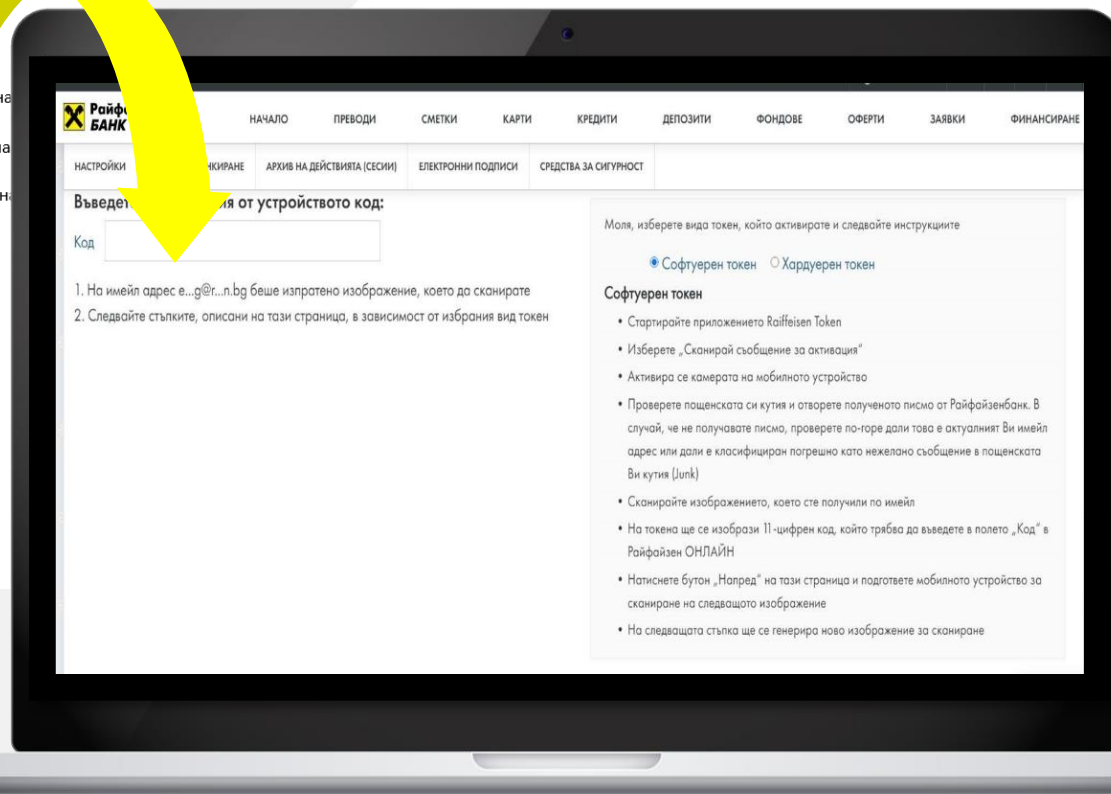 на
на
на
Райф
БАНК
НАЧАЛО ПРЕВОДИ СМЕТКИ КАРТИ КРЕДИТИ ДЕПОЗИТИ ФОНДОВЕ ОФЕРТИ ЗАЯВКИ ФИНАНСИРАНЕ
НАСТРОЙКИ НКИРАНЕ АРХИВ НА ДЕЙСТВИЯТА (СЕСИИ) ЕЛЕКТРОННИ ПОДПИСИ СРЕДСТВА ЗА СИГУРНОСТ
Въведете я от устройството код:
Код
1. На имейл адрес e...g@r...n.bg беше изпратено изображение, което да сканирате
2. Следвайте стъпките, описани на тази страница, в зависимост от избрания вид токен
Моля, изберете вида токен, който активирате и следвайте инструкциите
Софтуерен токен Хардуерен токен
Софтуерен токен
• Стартирайте приложението Raiffeisen Token
• Изберете „Сканирай съобщение за активация“
• Активира се камерата на мобилното устройство
• Проверете пощенската си кутия и отворете полученото писмо от Райфайзенбанк. В
случай, че не получавате писмо, проверете по-горе дали това е актуалният Ви имейл
адрес или дали е класифициран погрешно като нежелано съобщение в пощенската
Ви кутия (Junk)
• Сканирайте изображението, което сте получили по имейл
• На токена ще се изобрази 11-цифрен код, който трябва да въведете в полето „Код“ в
Райфайзен ОНЛАЙН
• Натиснете бутон „Напред“ на тази страница и подгответе мобилното устройство за
сканиране на следващото изображение
• На следващата стъпка ще се генерира ново изображение за сканиране